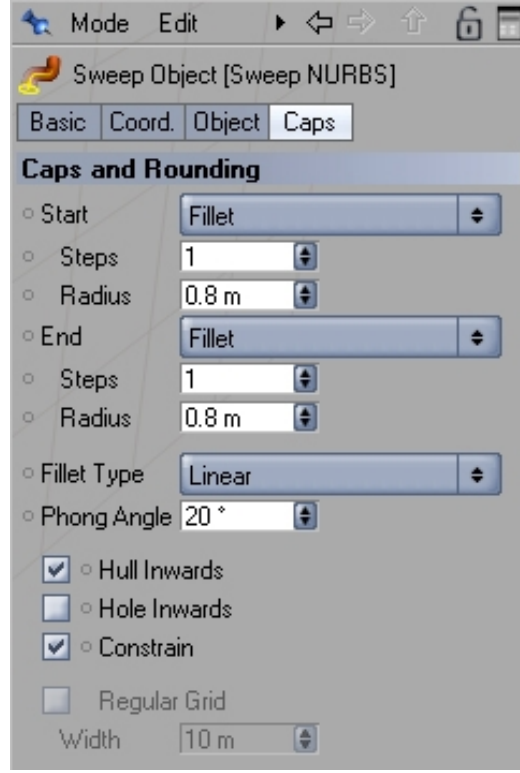 Mode Edit
Sweep Object [Sweep NURBS]
Basic Coord. Object Caps
Caps and Rounding
Start Fillet
Steps 1
Radius 0.8 m
End Fillet
Steps 1
Radius 0.8 m
Fillet Type Linear
Phong Angle 20 °
Hull Inwards
Hole Inwards
Constrain
Regular Grid
Width 10 m